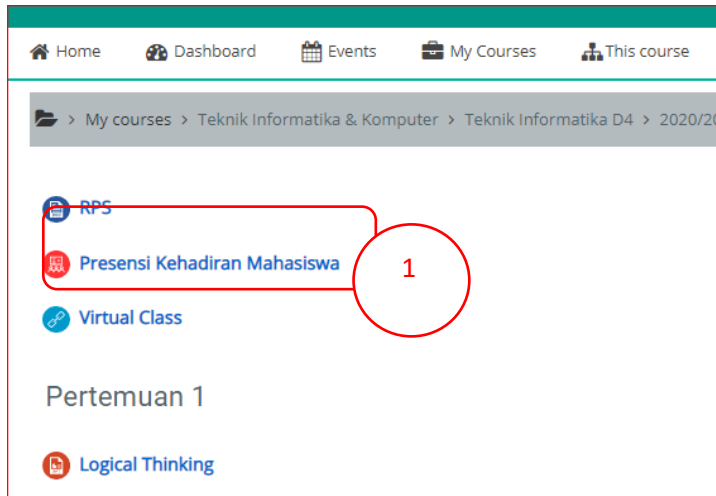 Home Dashboard Events My Courses This course
> My courses > Teknik Informatika & Komputer > Teknik Informatika D4 > 2020/20
RPS
Presensi Kehadiran Mahasiswa
1
Virtual Class
Pertemuan 1
Logical Thinking